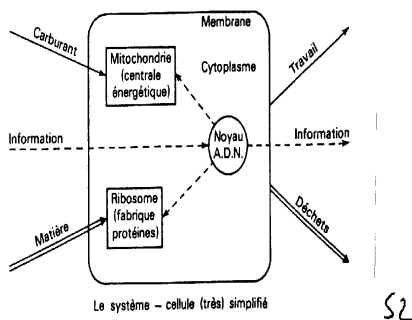 Membrane
Carburant
Mitochondrie
(centrale
énergétique)
Cytoplasme
Travail
Information
Noyau
A.D.N.
Information
Ribosome
(fabrique
protéines)
Matière
Déchets
Le système – cellule (très) simplifié
S2